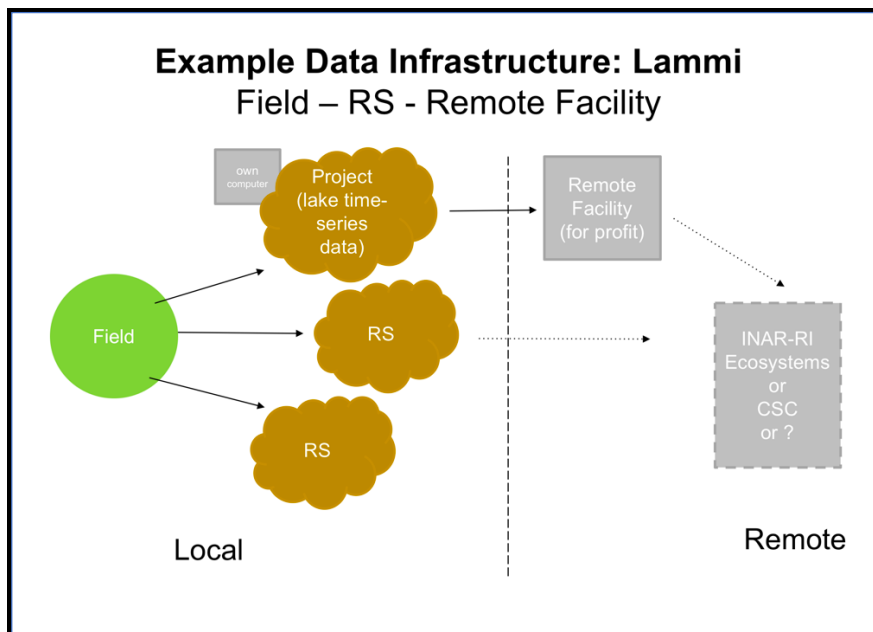 Example Data Infrastructure: Lammi
Field – RS - Remote Facility
own
computer
Project
(lake time-
series
data)
Remote
Facility
(for profit)
Field
RS
INAR-RI
Ecosystems
or
CSC
or ?
RS
Local
Remote